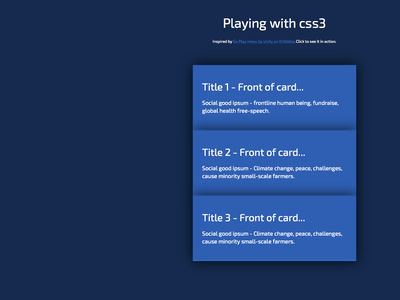 Playing with css3
Inspired by by on Dribbble. Click to see it in action.
Title 1 - Front of card...
Social good ipsum - frontline human being, fundraise,
global health free-speech.
Title 2 - Front of card...
Social good ipsum - Climate change, peace, challenges,
cause minority small-scale farmers.
Title 3 - Front of card...
Social good ipsum - Climate change, peace, challenges,
cause minority small-scale farmers.